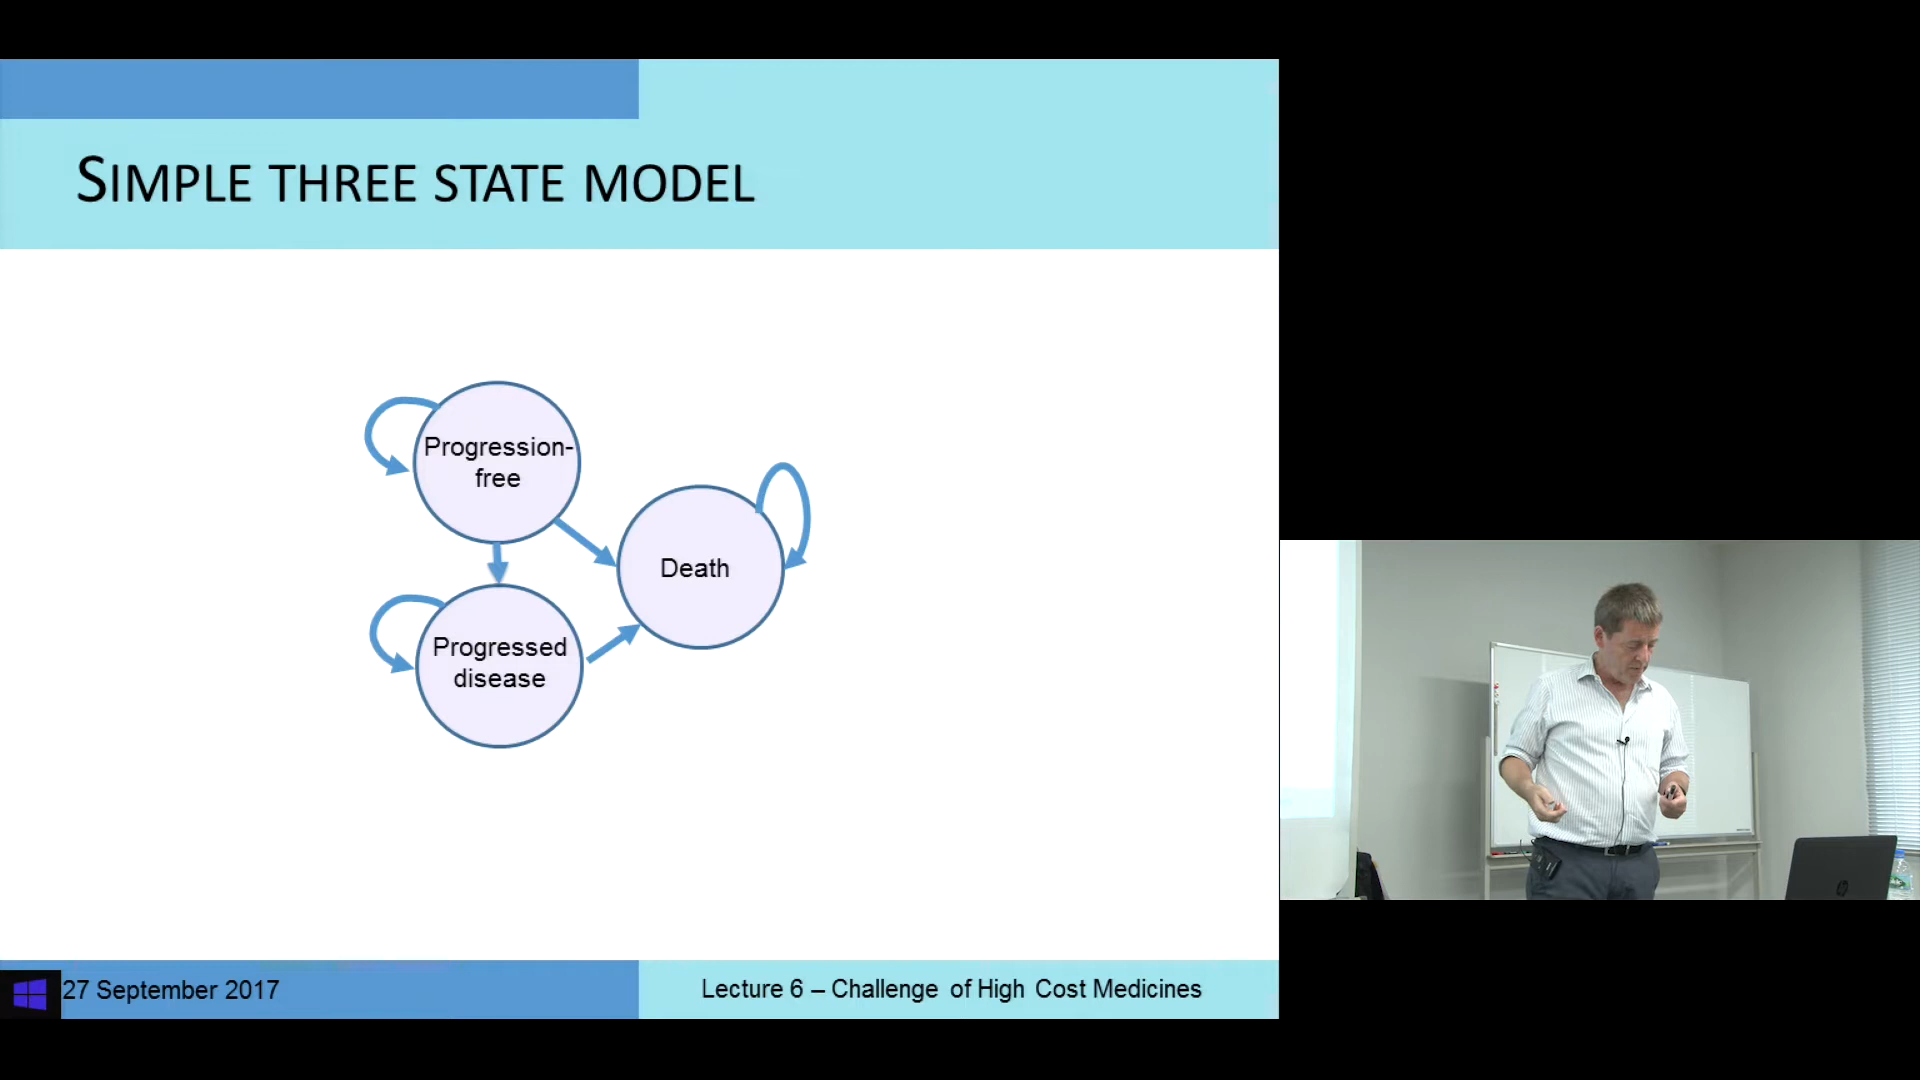 SIMPLE THREE STATE MODEL
Progression-
free
Death
Progressed
disease
27 September 2017
Lecture 6 – Challenge of High Cost Medicines